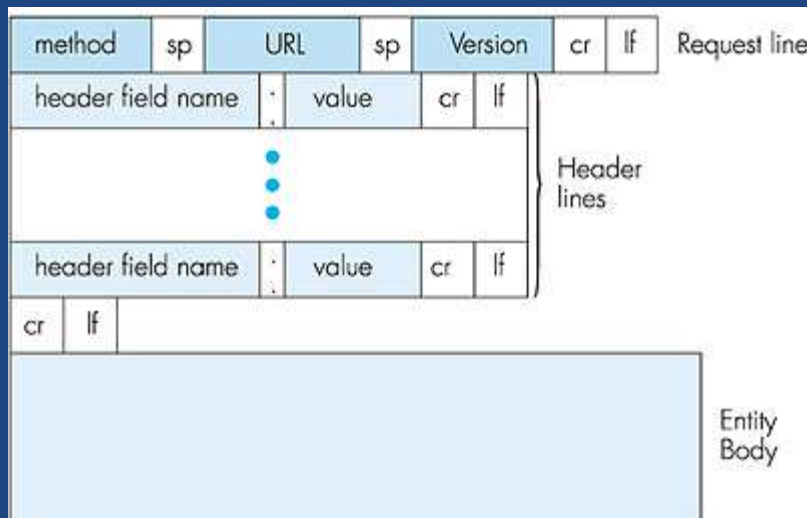 method sp URL sp Version cr lf Request line
header field name : value cr lf
Header
lines
header field name : value cr lf
cr lf
Entity
Body